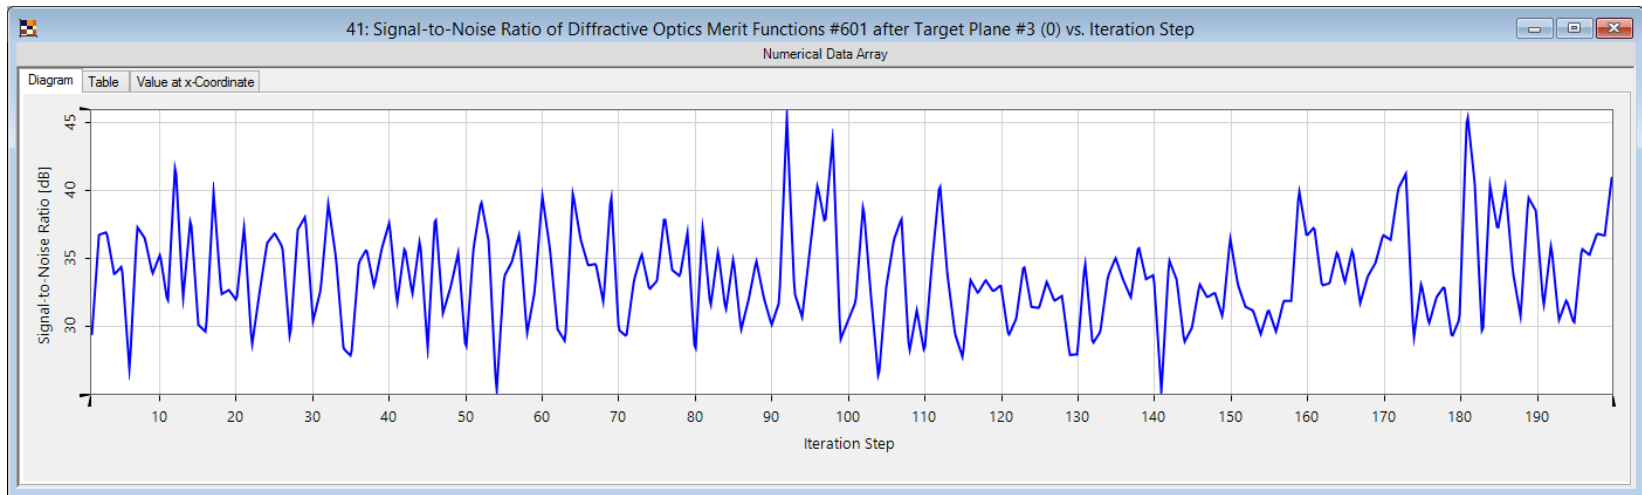 41: Signal-to-Noise Ratio of Diffractive Optics Merit Functions #601 after Target Plane #3 (0) vs. Iteration Step
Numerical Data Array
Diagram Table Value at x-Coordinate
Signal-to-Noise Ratio [dB]
45
40
35
30
10 20 30 40 50 60 70 80 90 100 110 120 130 140 150 160 170 180 190
Iteration Step